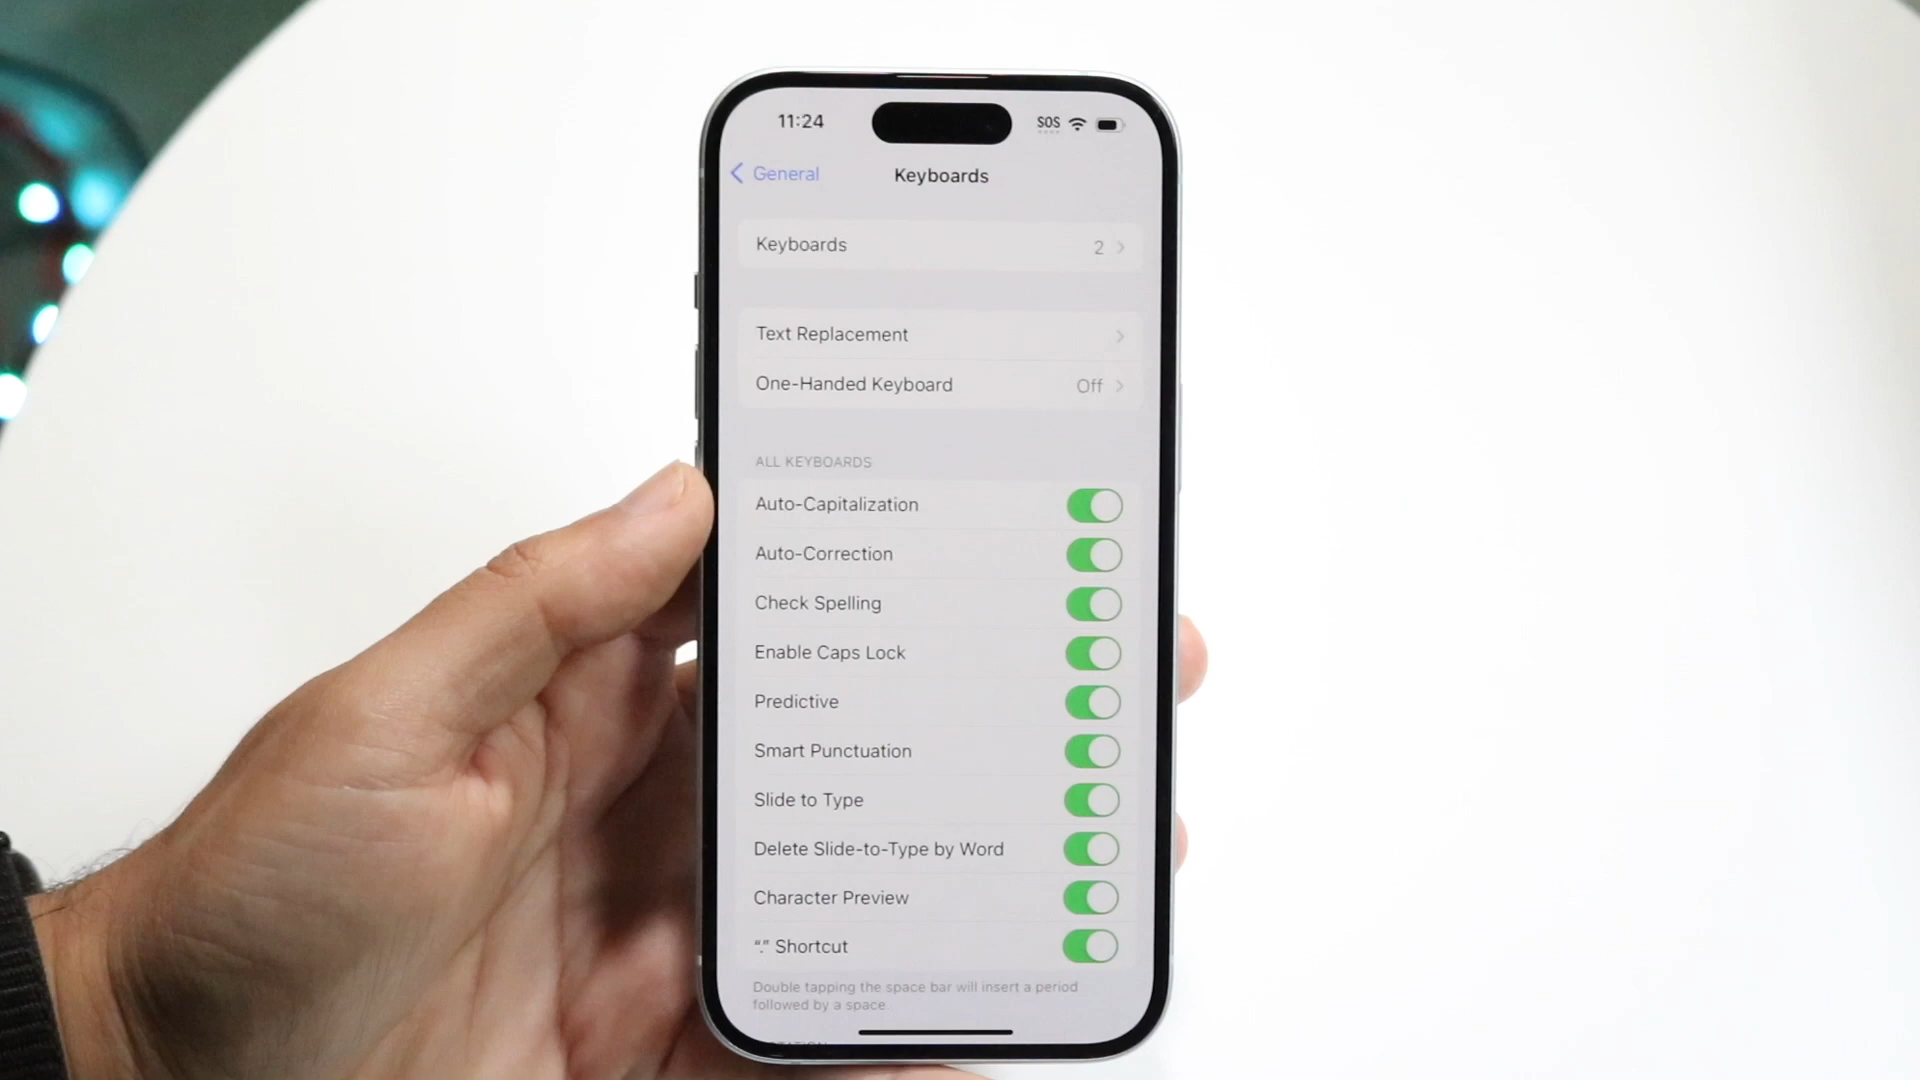 11:24 SOS
General Keyboards
Keyboards 2
Text Replacement
One-Handed Keyboard Off
ALL KEYBOARDS
Auto-Capitalization
Auto-Correction
Check Spelling
Enable Caps Lock
Predictive
Smart Punctuation
Slide to Type
Delete Slide-to-Type by Word
Character Preview
“.” Shortcut
Double tapping the space bar will insert a period
followed by a space.